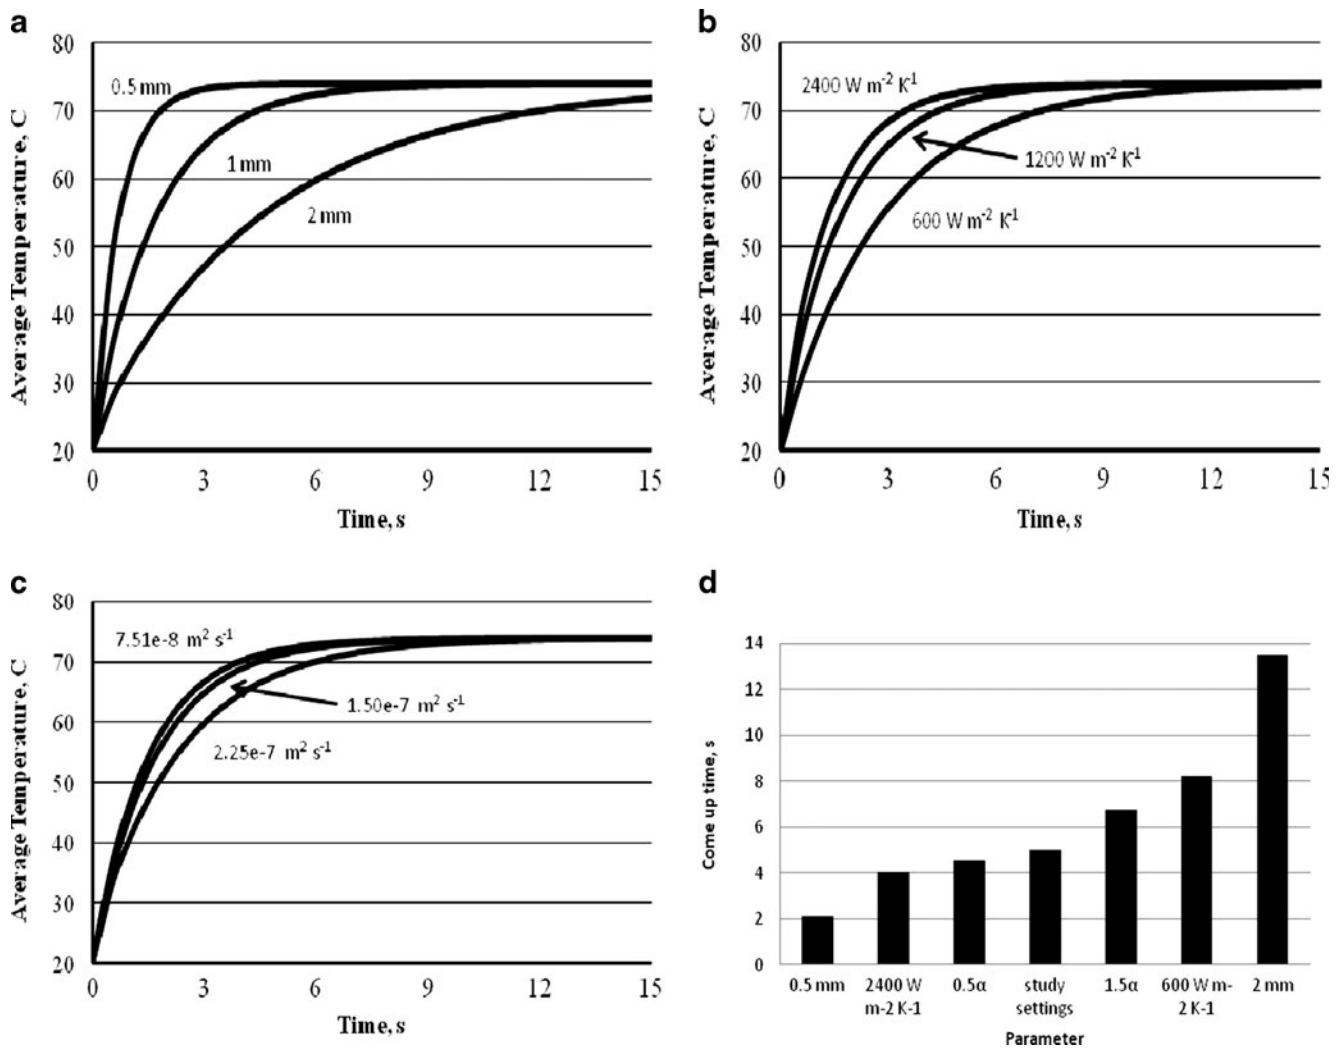 a
Average Temperature, C
80
70
60
50
40
30
20
0.5 mm
1 mm
2 mm
0 3 6 9 12 15
Time, s
b
Average Temperature, C
80
70
60
50
40
30
20
2400 W m-2 K1
1200 W m-2 K1
600 W m-2 K1
0 3 6 9 12 15
Time, s
c
Average Temperature, C
80
70
60
50
40
30
20
7.51e-8 m2 s-1
1.50e-7 m2 s-1
2.25e-7 m2 s-1
0 3 6 9 12 15
Time, s
d
Come up time, s
14
12
10
8
6
4
2
0
0.5 mm 2400 W 0.5α study 1.5α 600 W m- 2 mm
m-2 K-1 settings 2 K-1
Parameter